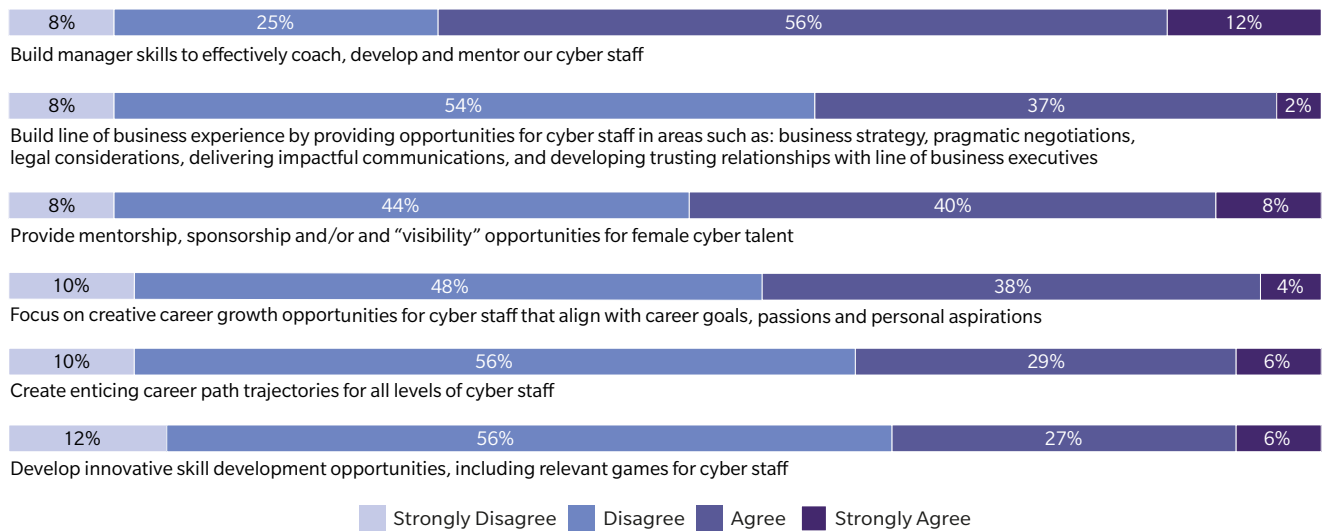 8% 25% 56% 12%
Build manager skills to effectively coach, develop and mentor our cyber staff
8% 54% 37% 2%
Build line of business experience by providing opportunities for cyber staff in areas such as: business strategy, pragmatic negotiations,
legal considerations, delivering impactful communications, and developing trusting relationships with line of business executives
8% 44% 40% 8%
Provide mentorship, sponsorship and/or and “visibility” opportunities for female cyber talent
10% 48% 38% 4%
Focus on creative career growth opportunities for cyber staff that align with career goals, passions and personal aspirations
10% 56% 29% 6%
Create enticing career path trajectories for all levels of cyber staff
12% 56% 27% 6%
Develop innovative skill development opportunities, including relevant games for cyber staff
Strongly Disagree Disagree Agree Strongly Agree